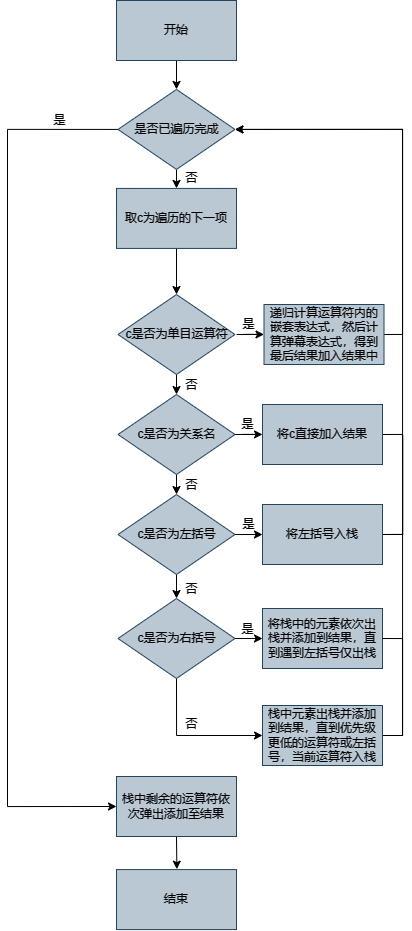 开始
是
是否已遍历完成
否
取c为遍历的下一项
c是否为单目运算符
是
递归计算运算符内的
嵌套表达式，然后计
算弹幕表达式，得到
最后结果加入结果中
否
c是否为关系名
是
将c直接加入结果
否
c是否为左括号
是
将左括号入栈
否
c是否为右括号
是
将栈中的元素依次出
栈并添加到结果，直
到遇到左括号仅出栈
否
栈中元素出栈并添加
到结果，直到优先级
更低的运算符或左括
号，当前运算符入栈
栈中剩余的运算符依
次弹出添加至结果
结束